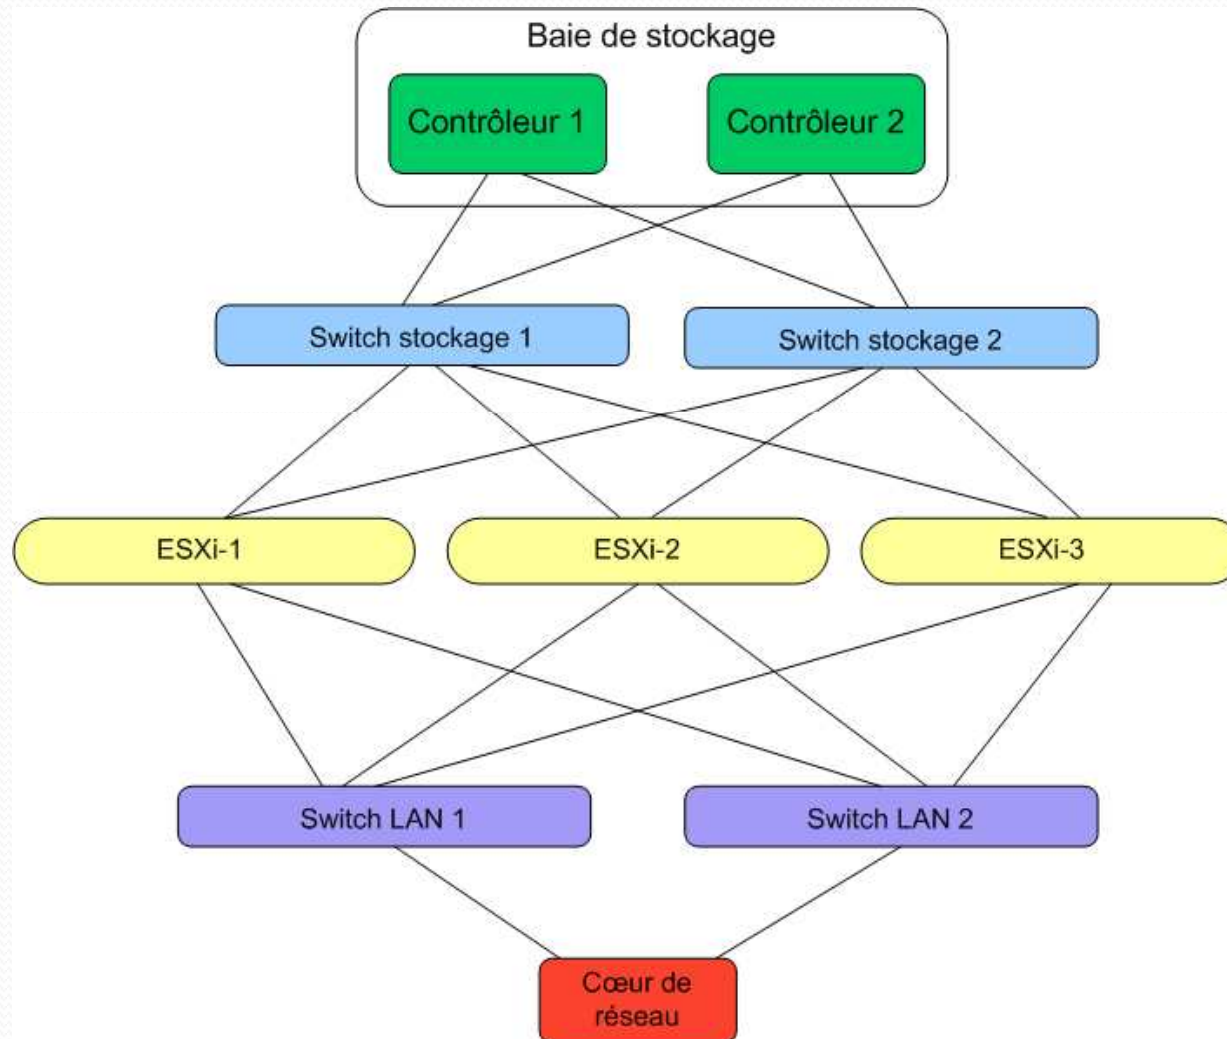 Baie de stockage
Contrôleur 1
Contrôleur 2
Switch stockage 1
Switch stockage 2
ESXi-1
ESXi-2
ESXi-3
Switch LAN 1
Switch LAN 2
Cœur de
réseau